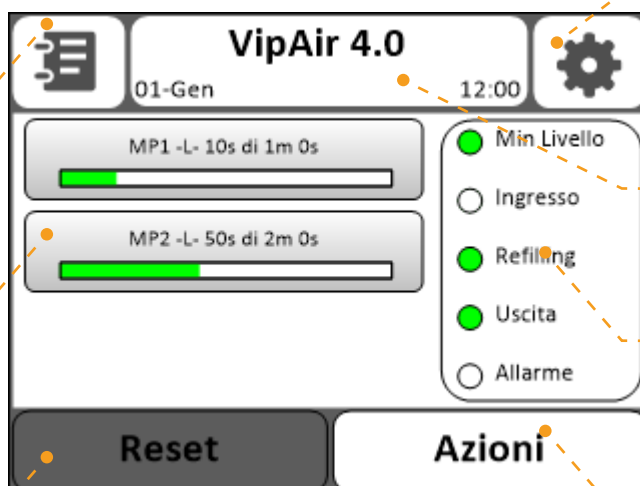 VipAir 4.0
01-Gen 12:00
MP1 -L- 10s di 1m 0s
MP2 -L- 50s di 2m 0s
Min Livello
Ingresso
Refilling
Uscita
Allarme
Reset
Azioni